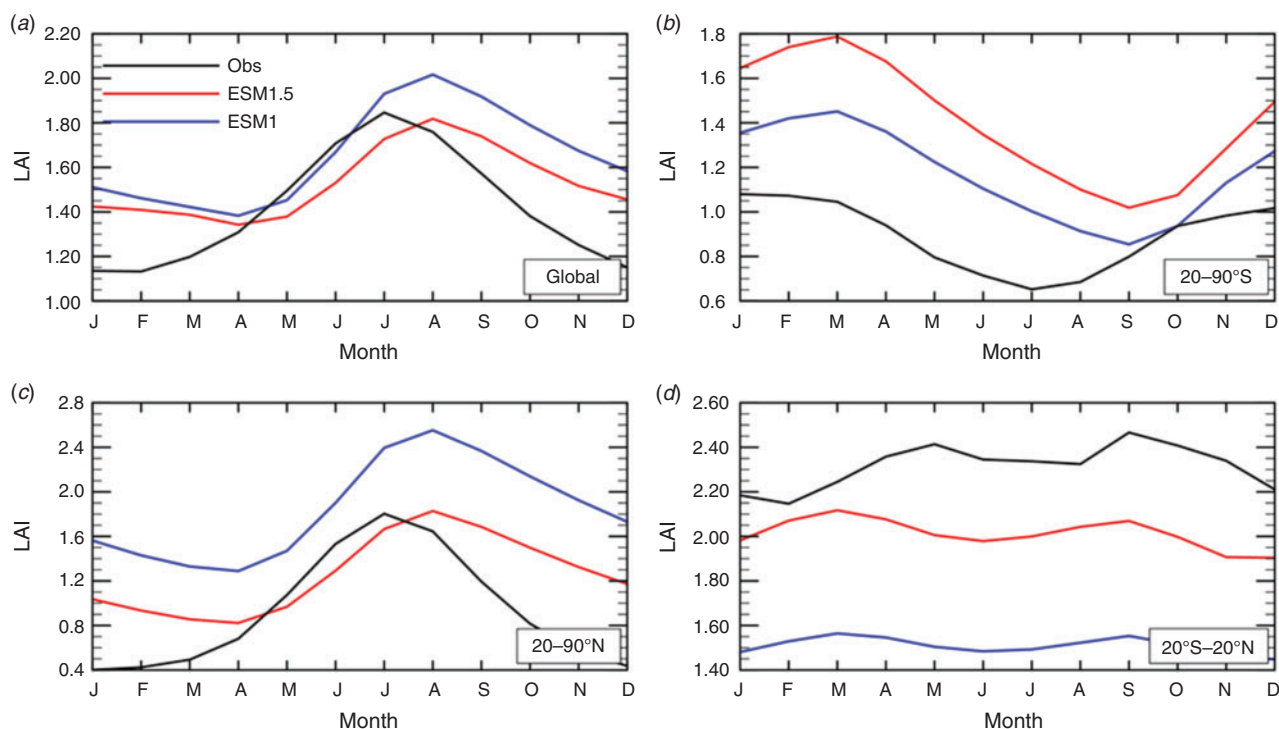 (a)
2.20
2.00
1.80
1.60
1.40
1.20
1.00
LAI
Obs
ESM1.5
ESM1
Global
J F M A M J J A S O N D
Month
(b)
1.8
1.6
1.4
1.2
1.0
0.8
0.6
LAI
20–90°S
J F M A M J J A S O N D
Month
(c)
2.8
2.4
2.0
1.6
1.2
0.8
0.4
LAI
20–90°N
J F M A M J J A S O N D
Month
(d)
2.60
2.40
2.20
2.00
1.80
1.60
1.40
LAI
20°S–20°N
J F M A M J J A S O N D
Month